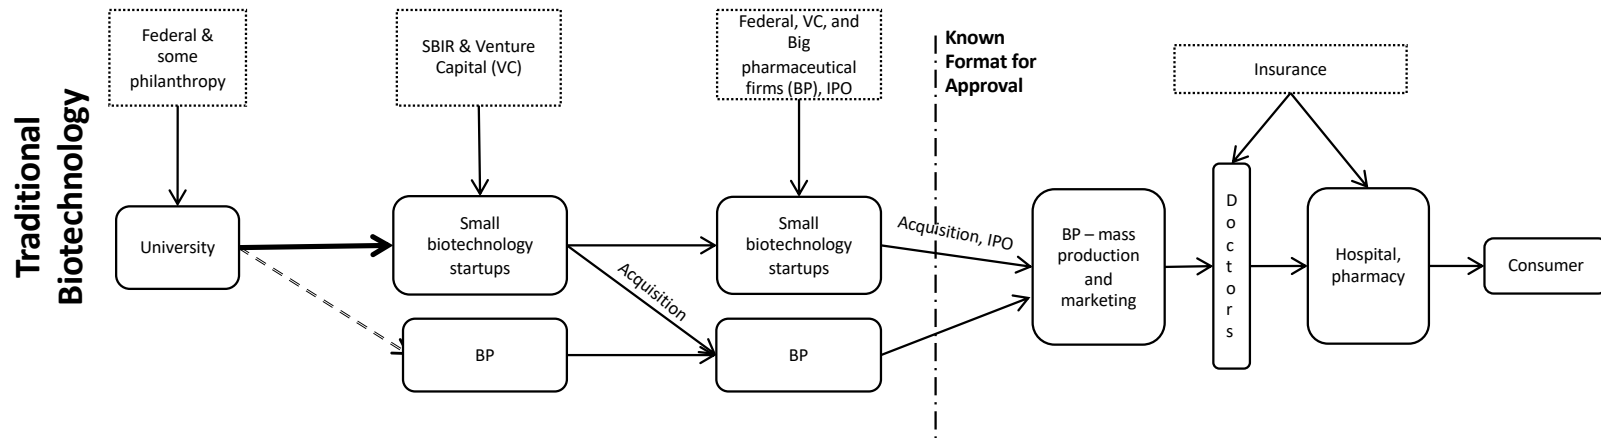 Traditional
Biotechnology
Federal &
some
philanthropy
SBIR & Venture
Capital (VC)
Federal, VC, and
Big
pharmaceutical
firms (BP), IPO
Known
Format for
Approval
Insurance
University
Small
biotechnology
startups
Small
biotechnology
startups
Acquisition, IPO
BP – mass
production
and
marketing
Doctors
Hospital,
pharmacy
Consumer
Acquisition
BP
BP